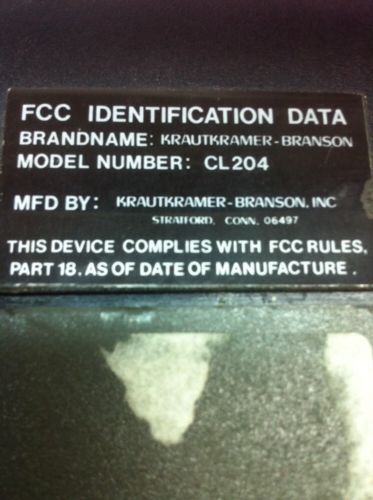 FCC IDENTIFICATION DATA
BRANDNAME: KRAUTKRAMER-BRANSON
MODEL NUMBER: CL204
MFD BY: KRAUTKRAMER-BRANSON, INC
STRATFORD, CONN, 06497
THIS DEVICE COMPLIES WITH FCC RULES,
PART 18. AS OF DATE OF MANUFACTURE.